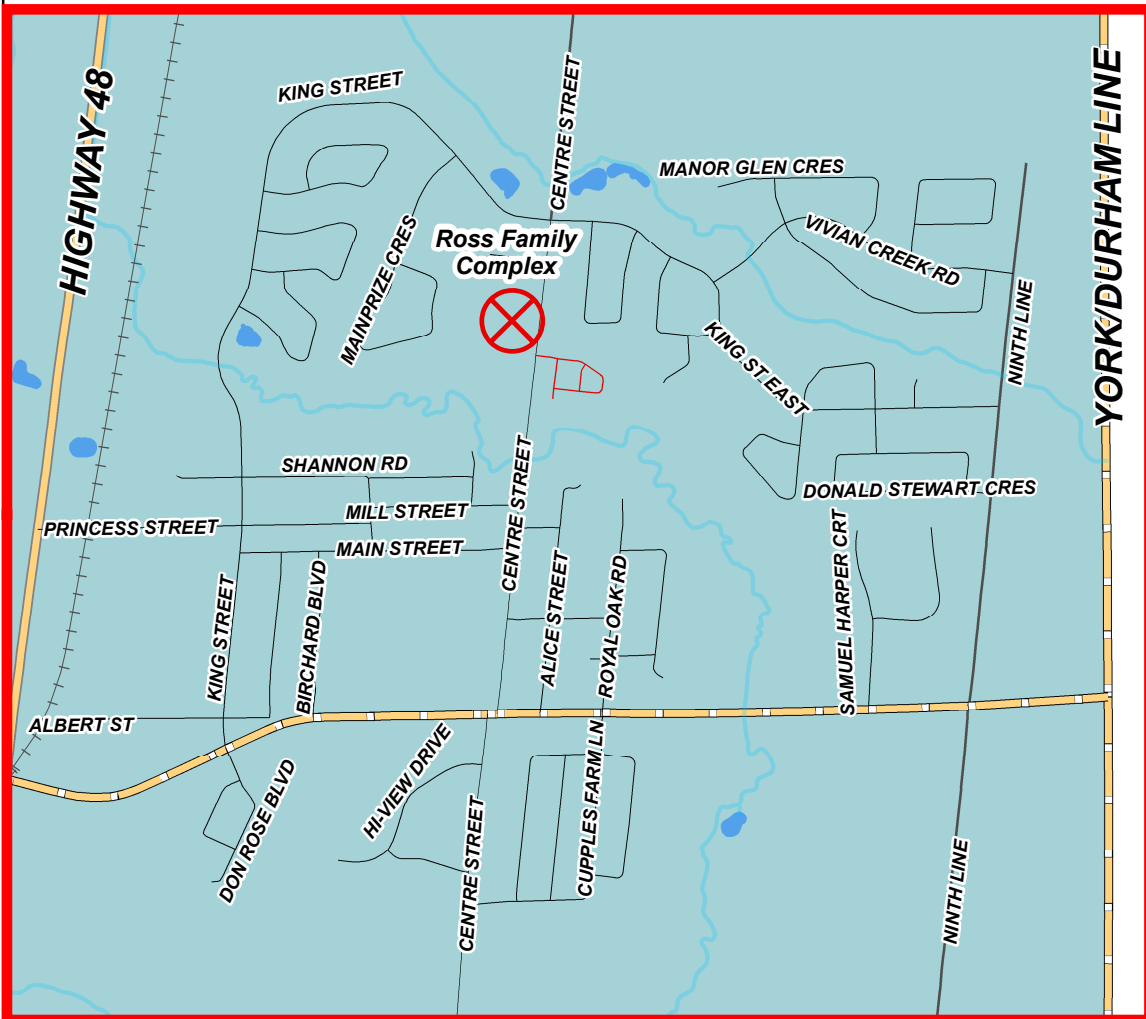 KING STREET
CENTRE STREET
HIGHWAY 48
YORK/DURHAM LINE
MANOR GLEN CRES
VIVIAN CREEK RD
MAINPRIZE CRES
Ross Family
Complex
NINTH LINE
KING ST EAST
SHANNON RD
DONALD STEWART CRES
MILL STREET
PRINCESS STREET
MAIN STREET
CENTRE STREET
KING STREET
BIRCHARD BLVD
ALICE STREET
ROYAL OAK RD
SAMUEL HARPER CRT
ALBERT ST
HI-VIEW DRIVE
DON ROSE BLVD
CUPPLES FARM LN
CENTRE STREET
NINTH LINE